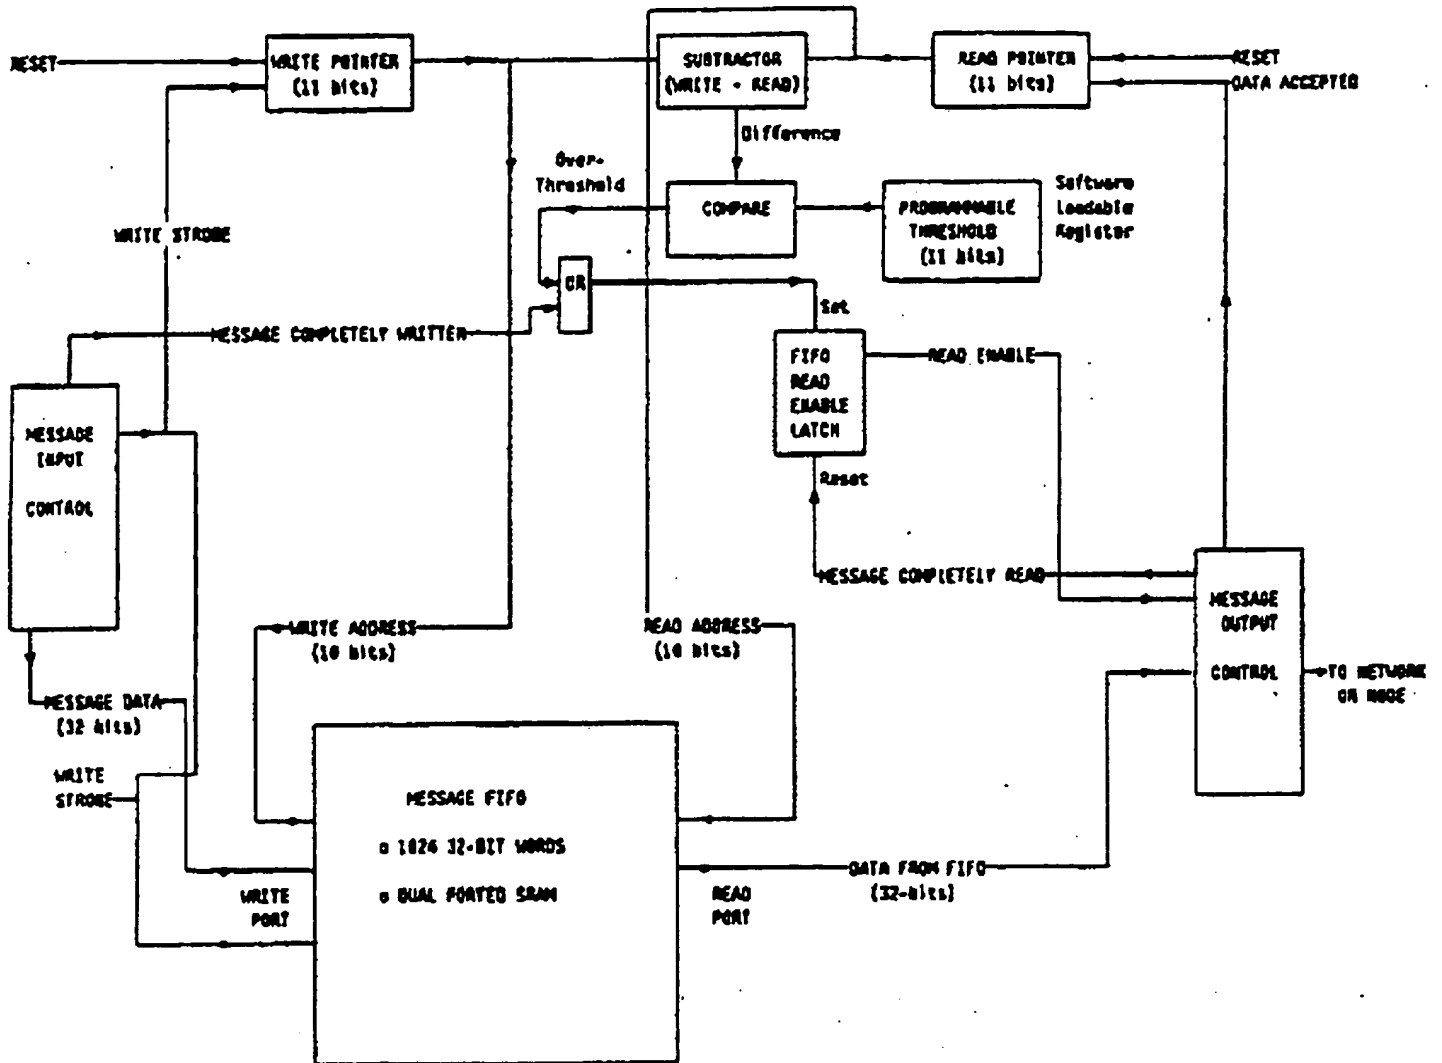 RESET
WRITE POINTER
(11 bits)
SUBTRACTOR
(WRITE - READ)
READ POINTER
(11 bits)
RESET
DATA ACCEPTED
Difference
Over-
Threshold
COMPARE
PROGRAMMABLE
THRESHOLD
(11 bits)
Software
Loadable
Register
WRITE STROBE
OR
Set
MESSAGE COMPLETELY WRITTEN
FIFO
READ
ENABLE
LATCH
READ ENABLE
MESSAGE
INPUT
CONTROL
Reset
MESSAGE COMPLETELY READ
MESSAGE
OUTPUT
CONTROL
WRITE ADDRESS
(10 bits)
READ ADDRESS
(10 bits)
TO NETWORK
OR NODE
MESSAGE DATA
(32 bits)
WRITE
STROBE
MESSAGE FIFO
1024 32-BIT WORDS
DUAL PORTED SRAM
WRITE
PORT
READ
PORT
DATA FROM FIFO
(32-bits)